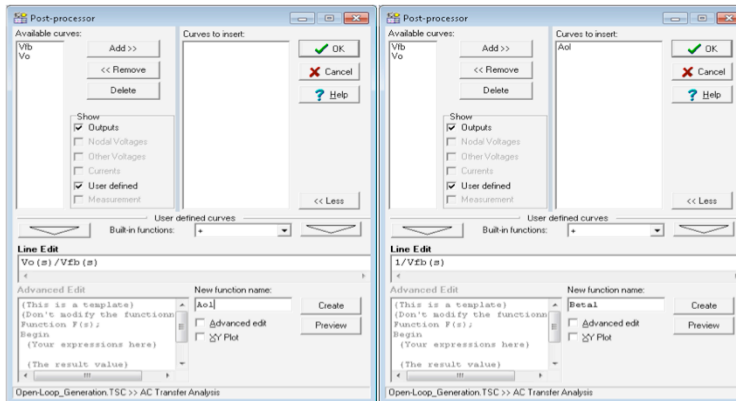 Post-processor
Available curves:
Curves to insert:
Vfb
Vo
Add >>
<< Remove
Delete
OK
Cancel
? Help
Show
Outputs
Nodal Voltages
Other Voltages
Currents
User defined
Measurement
<< Less
User defined curves
Built-in functions:
+
Line Edit
Vo(s)/Vfb(s)
Advanced Edit
New function name:
{This is a template}
{Don't modify the functionn
Function F(s);
Begin
{Your expressions here}
{The result value}
Aol
Create
Advanced edit
Preview
XY Plot
Open-Loop_Generation.TSC >> AC Transfer Analysis
Post-processor
Available curves:
Curves to insert:
Vfb
Vo
Aol
Add >>
<< Remove
Delete
OK
Cancel
? Help
Show
Outputs
Nodal Voltages
Other Voltages
Currents
User defined
Measurement
<< Less
User defined curves
Built-in functions:
+
Line Edit
1/Vfb(s)
Advanced Edit
New function name:
{This is a template}
{Don't modify the functionn
Function F(s);
Begin
{Your expressions here}
{The result value}
Beta1
Create
Advanced edit
Preview
XY Plot
Open-Loop_Generation.TSC >> AC Transfer Analysis